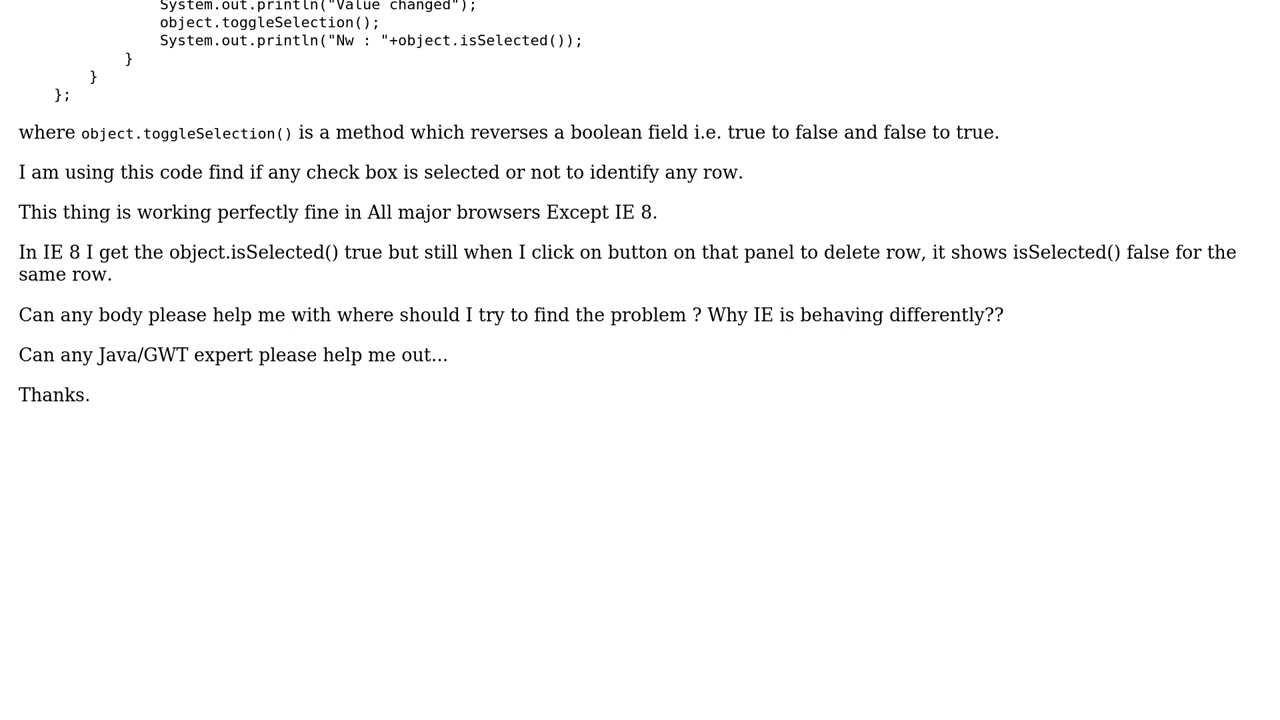 System.out.println("Value changed");
object.toggleSelection();
System.out.println("Nw : "+object.isSelected());
}
}
};
where object.toggleSelection() is a method which reverses a boolean field i.e. true to false and false to true.
I am using this code find if any check box is selected or not to identify any row.
This thing is working perfectly fine in All major browsers Except IE 8.
In IE 8 I get the object.isSelected() true but still when I click on button on that panel to delete row, it shows isSelected() false for the
same row.
Can any body please help me with where should I try to find the problem ? Why IE is behaving differently??
Can any Java/GWT expert please help me out...
Thanks.